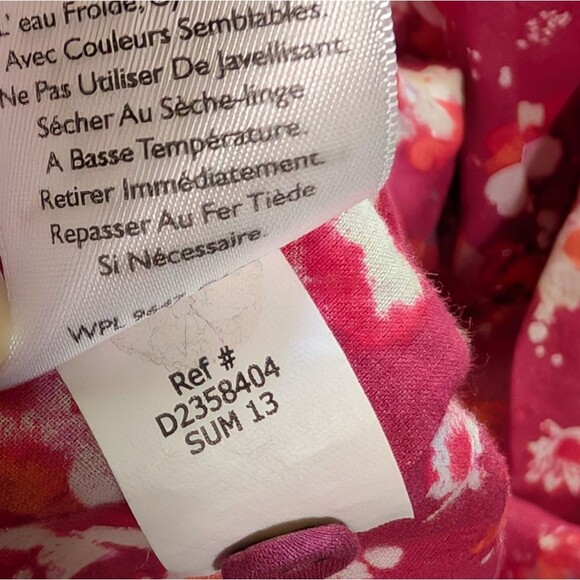 L' eau Froide,
Avec Couleurs Semblables.
Ne Pas Utiliser De Javellisant.
Sécher Au Sèche-linge
A Basse Température.
Retirer Immédiatement.
Repasser Au Fer Tiède
Si Nécessaire.
WPL
Ref #
D2358404
SUM 13